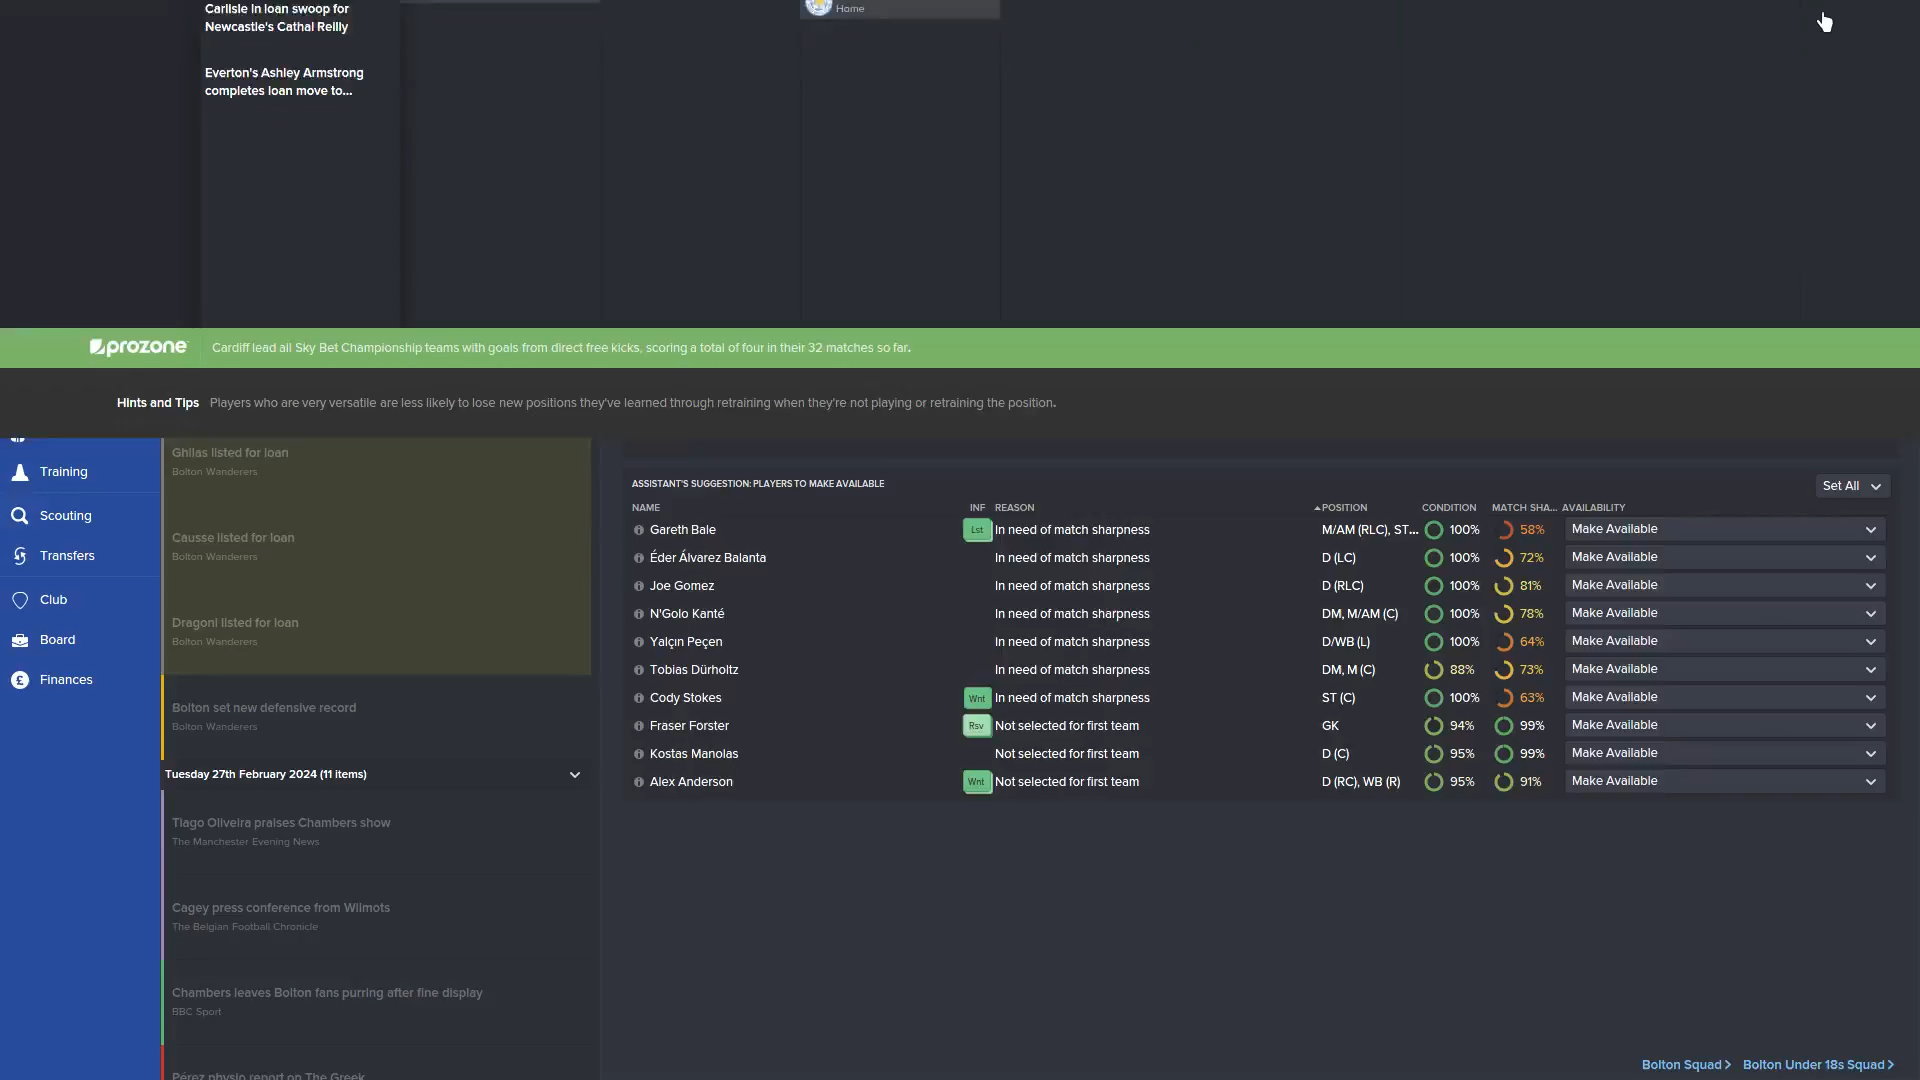 Carlisle in loan swoop for
Newcastle's Cathal Reilly
Everton's Ashley Armstrong
completes loan move to...
Home
prozone
Cardiff lead all Sky Bet Championship teams with goals from direct free kicks, scoring a total of four in their 32 matches so far.
Hints and Tips Players who are very versatile are less likely to lose new positions they've learned through retraining when they're not playing or retraining the position.
Training
Scouting
Transfers
Club
Board
Finances
Ghilas listed for loan
Bolton Wanderers
Causse listed for loan
Bolton Wanderers
Dragoni listed for loan
Bolton Wanderers
Bolton set new defensive record
Bolton Wanderers
Tuesday 27th February 2024 (11 items)
Tiago Oliveira praises Chambers show
The Manchester Evening News
Cagey press conference from Wilmots
The Belgian Football Chronicle
Chambers leaves Bolton fans purring after fine display
BBC Sport
Pérez physio report on The Greek
ASSISTANT'S SUGGESTION: PLAYERS TO MAKE AVAILABLE
Set All
NAME INF REASON POSITION CONDITION MATCH SHA... AVAILABILITY
Gareth Bale Lst In need of match sharpness M/AM (RLC), ST... 100% 58% Make Available
Éder Álvarez Balanta In need of match sharpness D (LC) 100% 72% Make Available
Joe Gomez In need of match sharpness D (RLC) 100% 81% Make Available
N'Golo Kanté In need of match sharpness DM, M/AM (C) 100% 78% Make Available
Yalçın Peçen In need of match sharpness D/WB (L) 100% 64% Make Available
Tobias Dürholtz In need of match sharpness DM, M (C) 88% 73% Make Available
Cody Stokes Wnt In need of match sharpness ST (C) 100% 63% Make Available
Fraser Forster Rsv Not selected for first team GK 94% 99% Make Available
Kostas Manolas Not selected for first team D (C) 95% 99% Make Available
Alex Anderson Wnt Not selected for first team D (RC), WB (R) 95% 91% Make Available
Bolton Squad > Bolton Under 18s Squad >